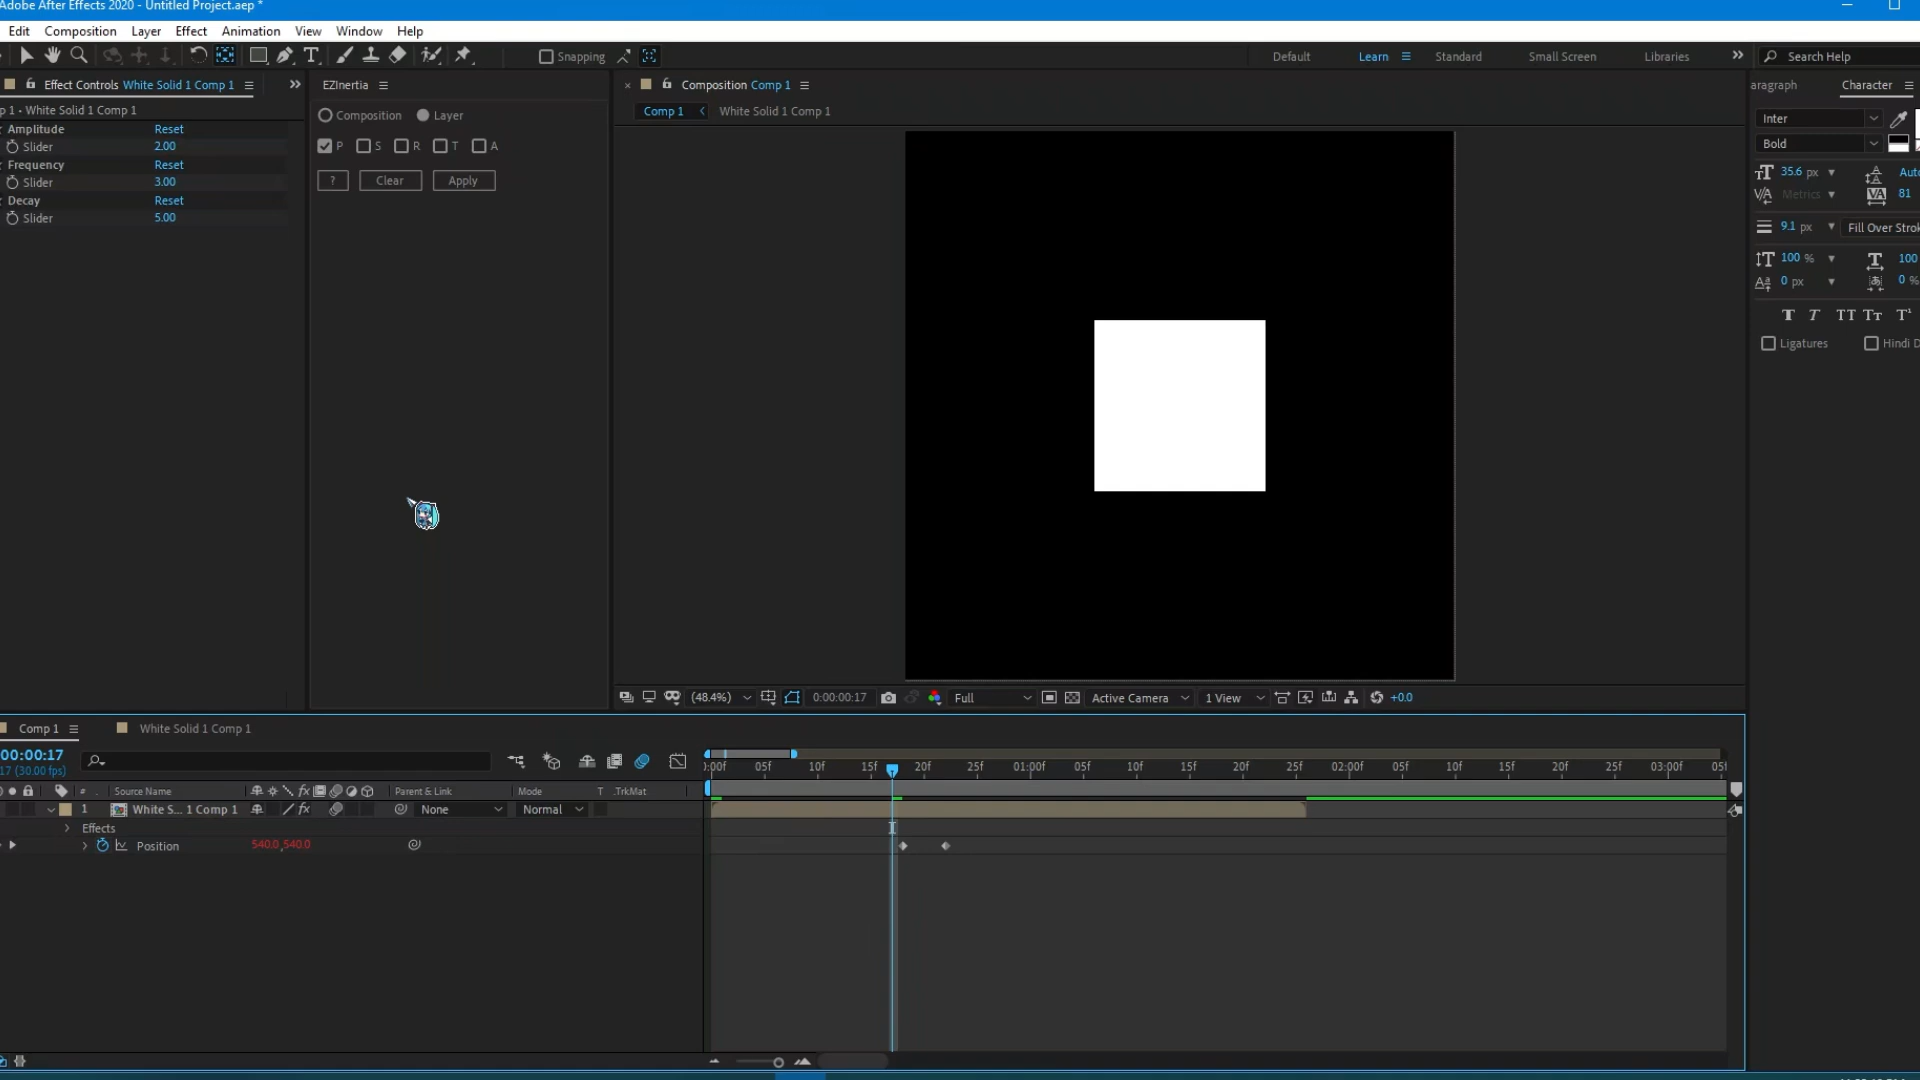 Adobe After Effects 2020 - Untitled Project.aep *
Edit Composition Layer Effect Animation View Window Help
Snapping
Default Learn Standard Small Screen Libraries Search Help
Effect Controls White Solid 1 Comp 1
EZInertia
Composition Comp 1
aragraph Character
p 1 • White Solid 1 Comp 1
Composition Layer
Comp 1 White Solid 1 Comp 1
Inter
Amplitude Reset
Slider 2.00
Frequency Reset
Slider 3.00
Decay Reset
Slider 5.00
P S R T A
? Clear Apply
Bold
35.6 px Auto
Metrics 81
9.1 px Fill Over Strok
100 % 100
0 px 0 %
T T TT Tt T'
Ligatures Hindi D
(48.4%) 0:00:00:17 Full Active Camera 1 View +0.0
Comp 1 White Solid 1 Comp 1
00:00:17
17 (30.00 fps)
):00f 05f 10f 15f 20f 25f 01:00f 05f 10f 15f 20f 25f 02:00f 05f 10f 15f 20f 25f 03:00f 05f
# Source Name Parent & Link Mode T .TrkMat
1 White S... 1 Comp 1 None Normal
Effects
Position 540.0,540.0